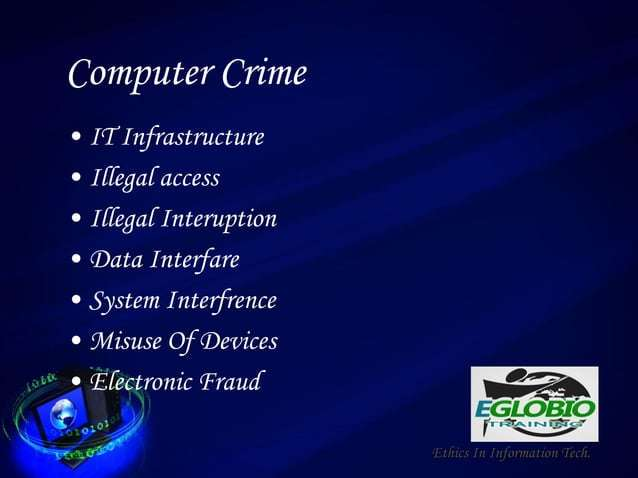 Computer Crime
• IT Infrastructure
• Illegal access
• Illegal Interuption
• Data Interfare
• System Interfrence
• Misuse Of Devices
• Electronic Fraud
EGLOBIO
TRAINING
Ethics In Information Tech.